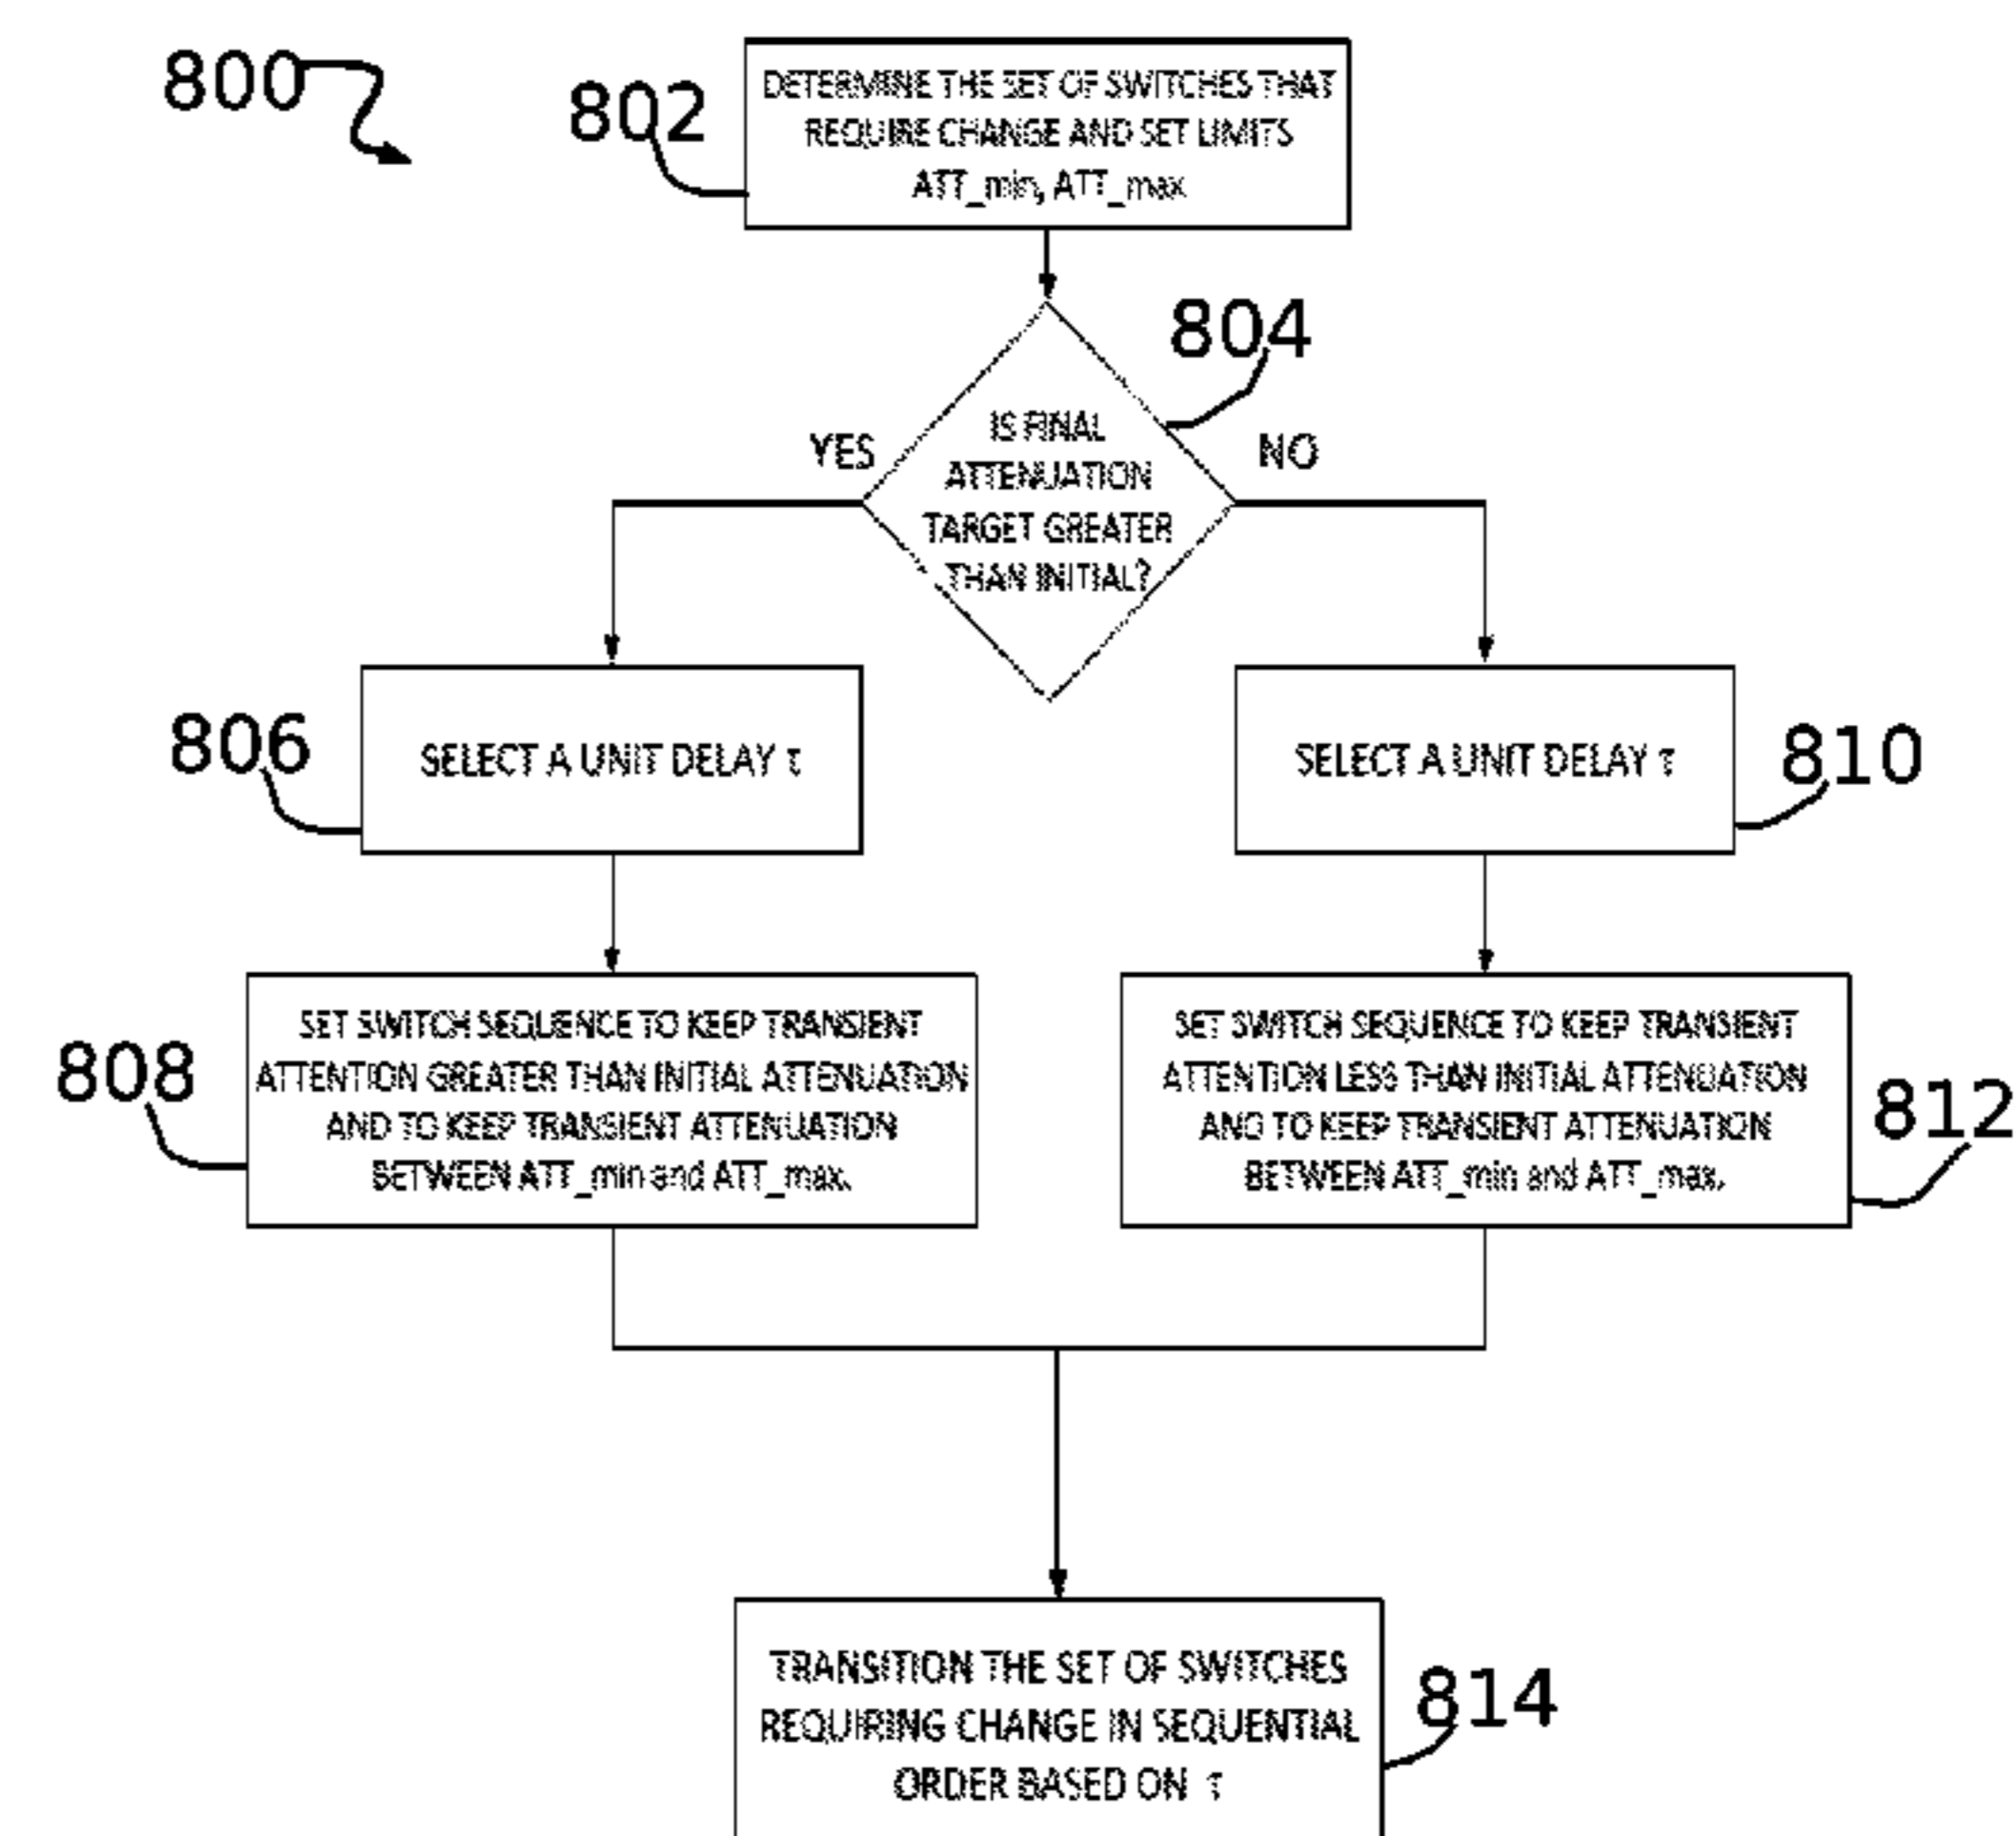 800
802
DETERMINE THE SET OF SWITCHES THAT
REQUIRE CHANGE AND SET LIMITS
ATT_min, ATT_max
804
IS FINAL
ATTENUATION
TARGET GREATER
THAN INITIAL?
YES
NO
806
SELECT A UNIT DELAY τ
SELECT A UNIT DELAY τ
810
808
SET SWITCH SEQUENCE TO KEEP TRANSIENT
ATTENTION GREATER THAN INITIAL ATTENUATION
AND TO KEEP TRANSIENT ATTENUATION
BETWEEN ATT_min and ATT_max.
SET SWITCH SEQUENCE TO KEEP TRANSIENT
ATTENTION LESS THAN INITIAL ATTENUATION
AND TO KEEP TRANSIENT ATTENUATION
BETWEEN ATT_min and ATT_max.
812
TRANSITION THE SET OF SWITCHES
REQUIRING CHANGE IN SEQUENTIAL
ORDER BASED ON τ
814